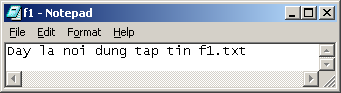 f1 - Notepad
File Edit Format Help
Day la noi dung tap tin f1.txt